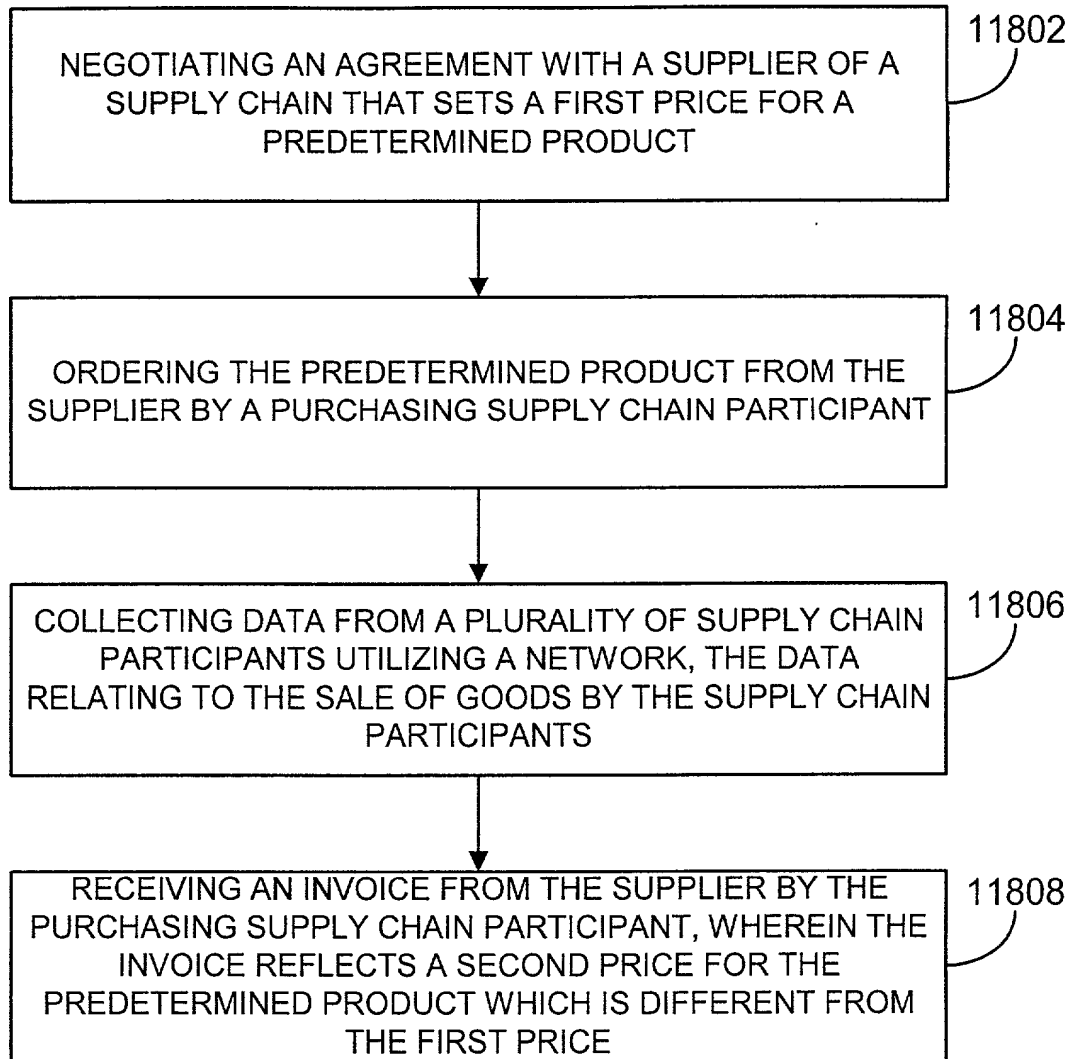 11802
NEGOTIATING AN AGREEMENT WITH A SUPPLIER OF A
SUPPLY CHAIN THAT SETS A FIRST PRICE FOR A
PREDETERMINED PRODUCT
11804
ORDERING THE PREDETERMINED PRODUCT FROM THE
SUPPLIER BY A PURCHASING SUPPLY CHAIN PARTICIPANT
11806
COLLECTING DATA FROM A PLURALITY OF SUPPLY CHAIN
PARTICIPANTS UTILIZING A NETWORK, THE DATA
RELATING TO THE SALE OF GOODS BY THE SUPPLY CHAIN
PARTICIPANTS
11808
RECEIVING AN INVOICE FROM THE SUPPLIER BY THE
PURCHASING SUPPLY CHAIN PARTICIPANT, WHEREIN THE
INVOICE REFLECTS A SECOND PRICE FOR THE
PREDETERMINED PRODUCT WHICH IS DIFFERENT FROM
THE FIRST PRICE